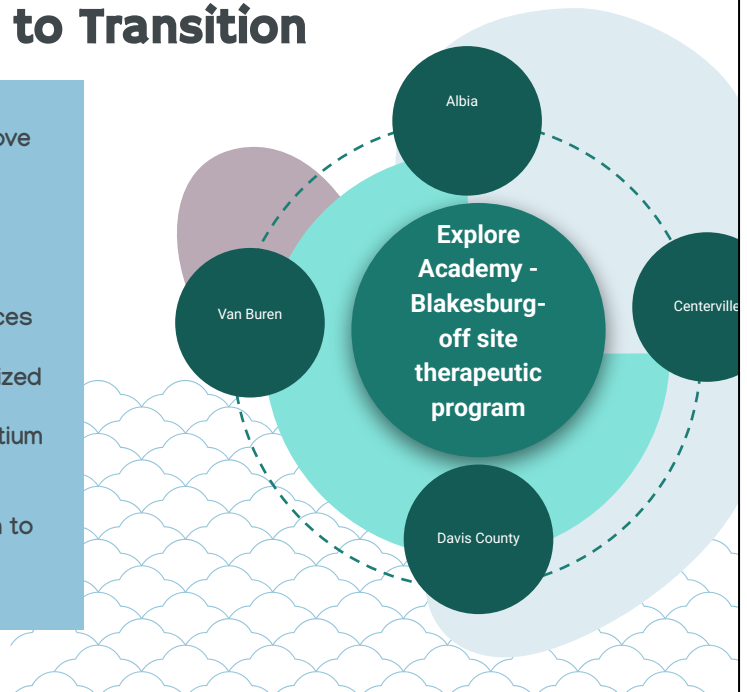 to Transition
ove
ces
ized
tium
to
Albia
Explore
Academy -
Blakesburg-
off site
therapeutic
program
Van Buren
Centerville
Davis County